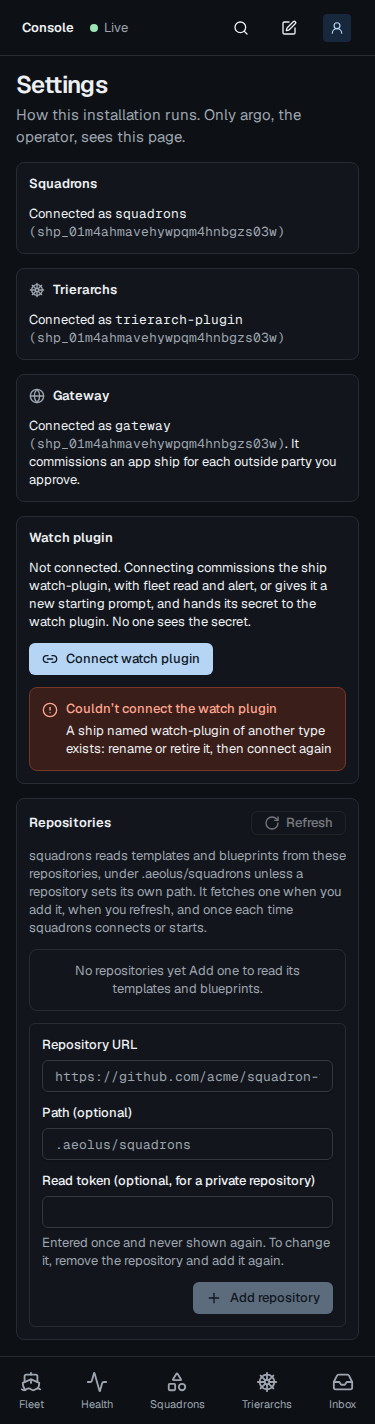 Console Live
Settings
How this installation runs. Only argo, the
operator, sees this page.
Squadrons
Connected as squadrons
(shp_01m4ahmavehywpqm4hnbgzs03w)
Trierarchs
Connected as trierarch-plugin
(shp_01m4ahmavehywpqm4hnbgzs03w)
Gateway
Connected as gateway
(shp_01m4ahmavehywpqm4hnbgzs03w). It
commissions an app ship for each outside party you
approve.
Watch plugin
Not connected. Connecting commissions the ship
watch-plugin, with fleet read and alert, or gives it a
new starting prompt, and hands its secret to the
watch plugin. No one sees the secret.
Connect watch plugin
Couldn't connect the watch plugin
A ship named watch-plugin of another type
exists: rename or retire it, then connect again
Repositories Refresh
squadrons reads templates and blueprints from these
repositories, under .aeolus/squadrons unless a
repository sets its own path. It fetches one when you
add it, when you refresh, and once each time
squadrons connects or starts.
No repositories yet Add one to read its
templates and blueprints.
Repository URL
https://github.com/acme/squadron-
Path (optional)
.aeolus/squadrons
Read token (optional, for a private repository)
Entered once and never shown again. To change
it, remove the repository and add it again.
Add repository
Fleet Health Squadrons Trierarchs Inbox